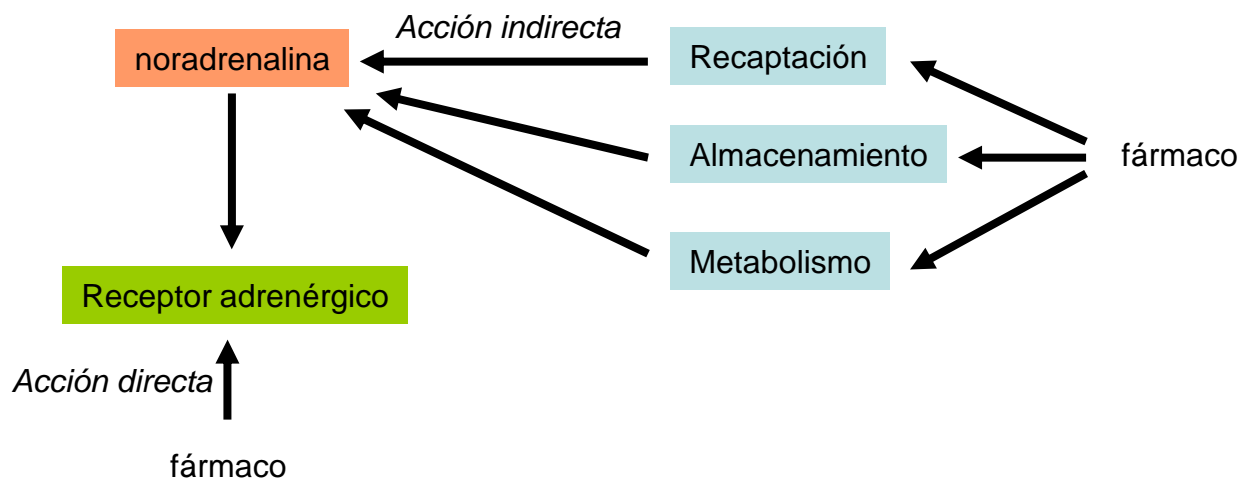 Acción indirecta
noradrenalina
Recaptación
Almacenamiento
fármaco
Metabolismo
Receptor adrenérgico
Acción directa
fármaco